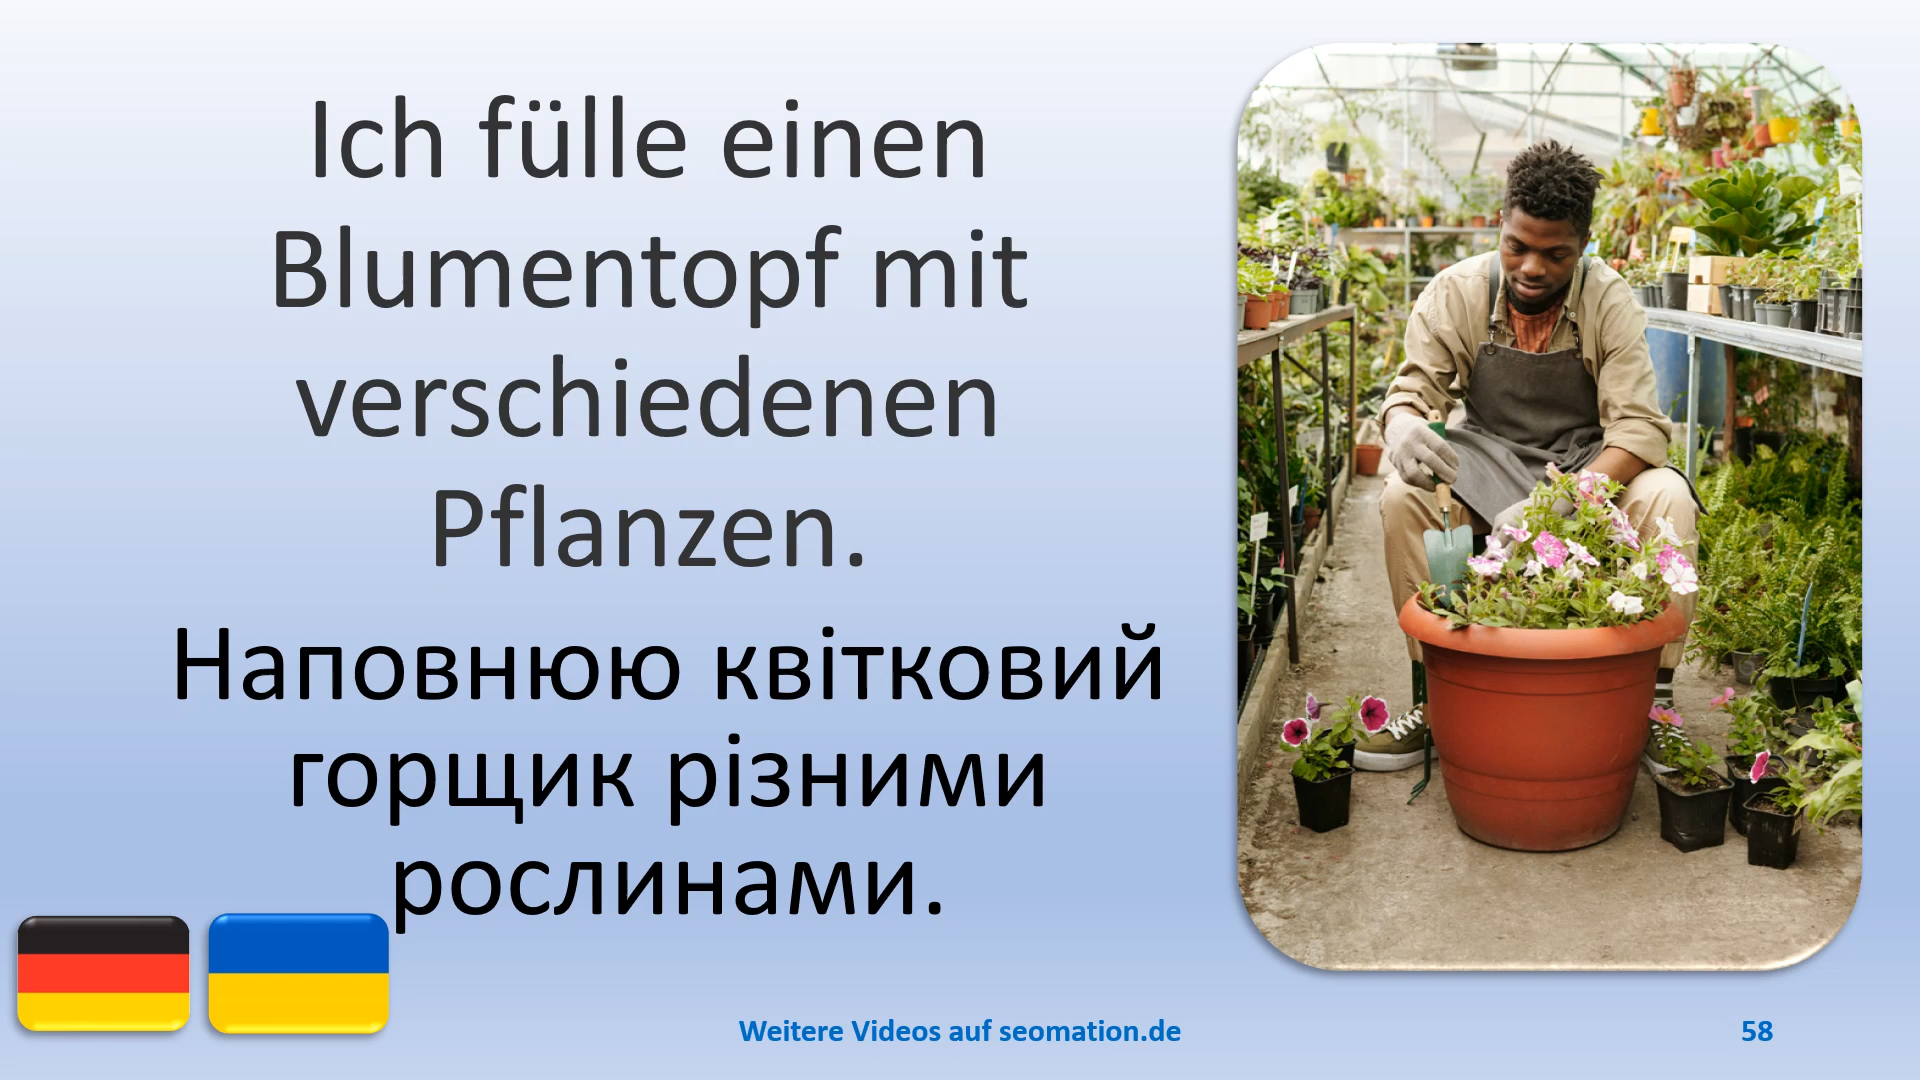 Ich fülle einen
Blumentopf mit
verschiedenen
Pflanzen.
Наповнюю квітковий
горщик різними
рослинами.
Weitere Videos auf seomation.de
58